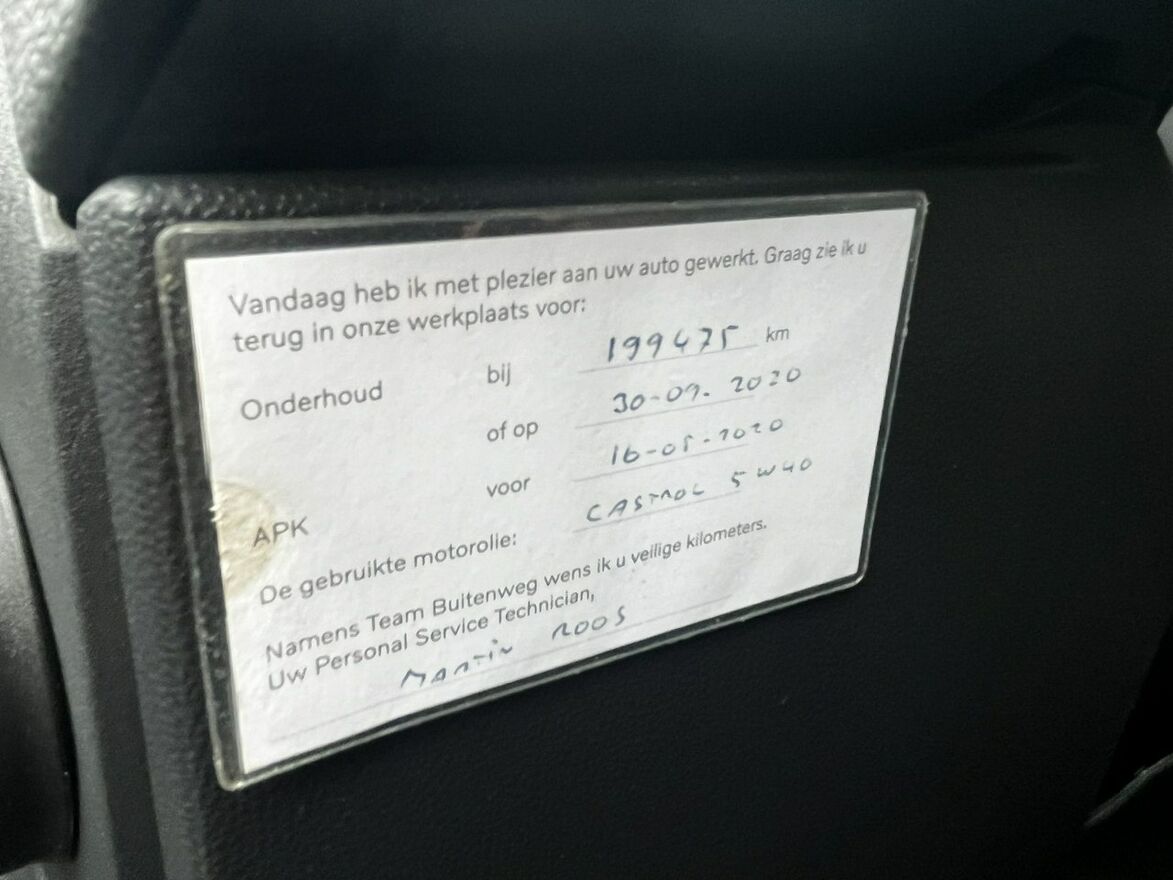 Vandaag heb ik met plezier aan uw auto gewerkt. Graag zie ik u
terug in onze werkplaats voor:
Onderhoud bij 199475 km
of op 30-09-2020
APK voor 16-05-2020
De gebruikte motorolie: CASTROL 5W40
Namens Team Buitenweg wens ik u veilige kilometers.
Uw Personal Service Technician,
MARTIN ROOS